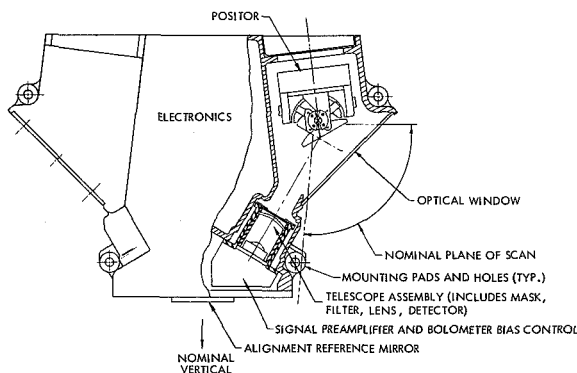 POSITOR
ELECTRONICS
OPTICAL WINDOW
NOMINAL PLANE OF SCAN
MOUNTING PADS AND HOLES (TYP.)
TELESCOPE ASSEMBLY (INCLUDES MASK,
FILTER, LENS, DETECTOR)
SIGNAL PREAMPLIFIER AND BOLOMETER BIAS CONTROL
ALIGNMENT REFERENCE MIRROR
NOMINAL
VERTICAL